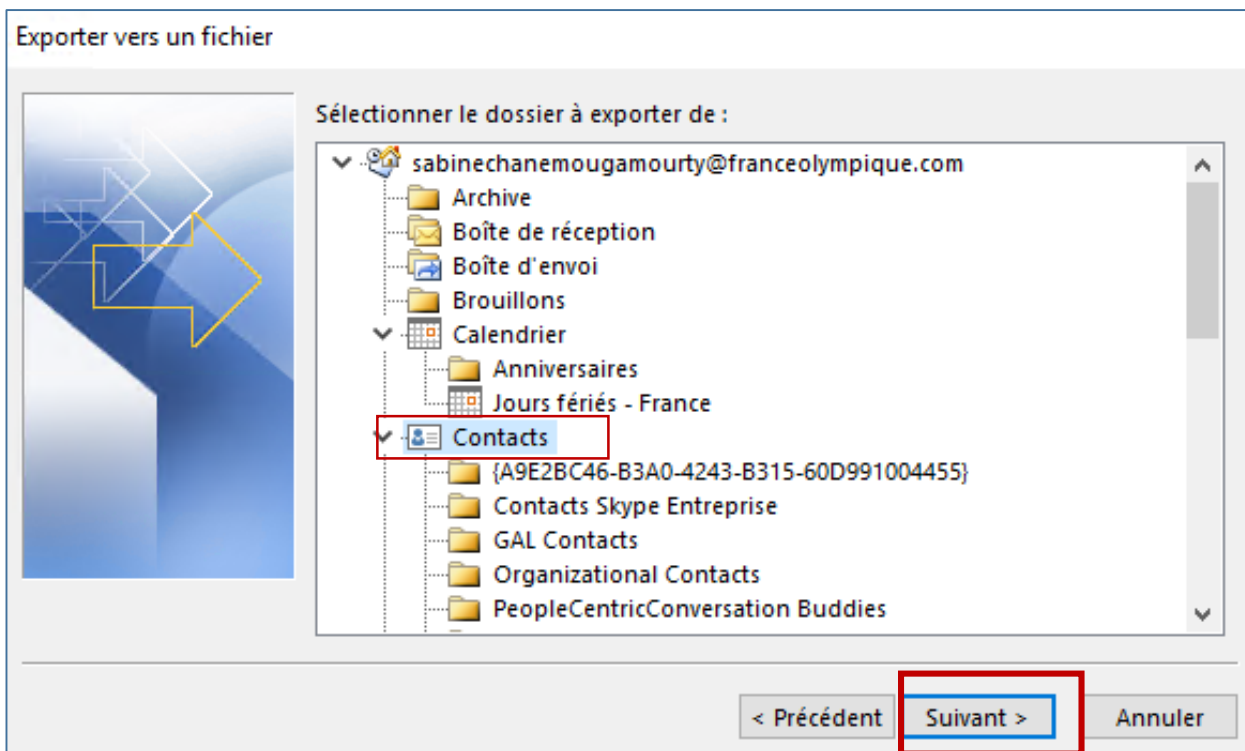 Exporter vers un fichier
Sélectionner le dossier à exporter de :
sabinechanemougamourty@franceolympique.com
Archive
Boîte de réception
Boîte d'envoi
Brouillons
Calendrier
Anniversaires
Jours fériés - France
Contacts
{A9E2BC46-B3A0-4243-B315-60D991004455}
Contacts Skype Entreprise
GAL Contacts
Organizational Contacts
PeopleCentricConversation Buddies
< Précédent Suivant > Annuler